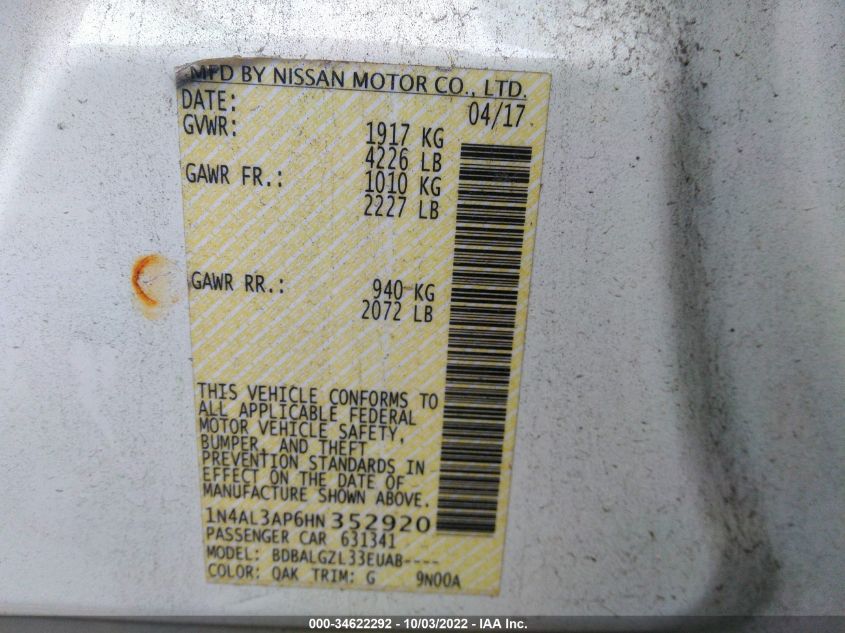 MFD BY NISSAN MOTOR CO., LTD.
DATE: 04/17
GVWR: 1917 KG
4226 LB
GAWR FR.: 1010 KG
2227 LB
GAWR RR.: 940 KG
2072 LB
THIS VEHICLE CONFORMS TO
ALL APPLICABLE FEDERAL
MOTOR VEHICLE SAFETY,
BUMPER, AND THEFT
PREVENTION STANDARDS IN
EFFECT ON THE DATE OF
MANUFACTURE SHOWN ABOVE.
1N4AL3AP6HN352920
PASSENGER CAR 631341
MODEL: BDBALGZL33EUAB----
COLOR: QAK TRIM: G 9N00A
000-34622292 - 10/03/2022 - IAA Inc.